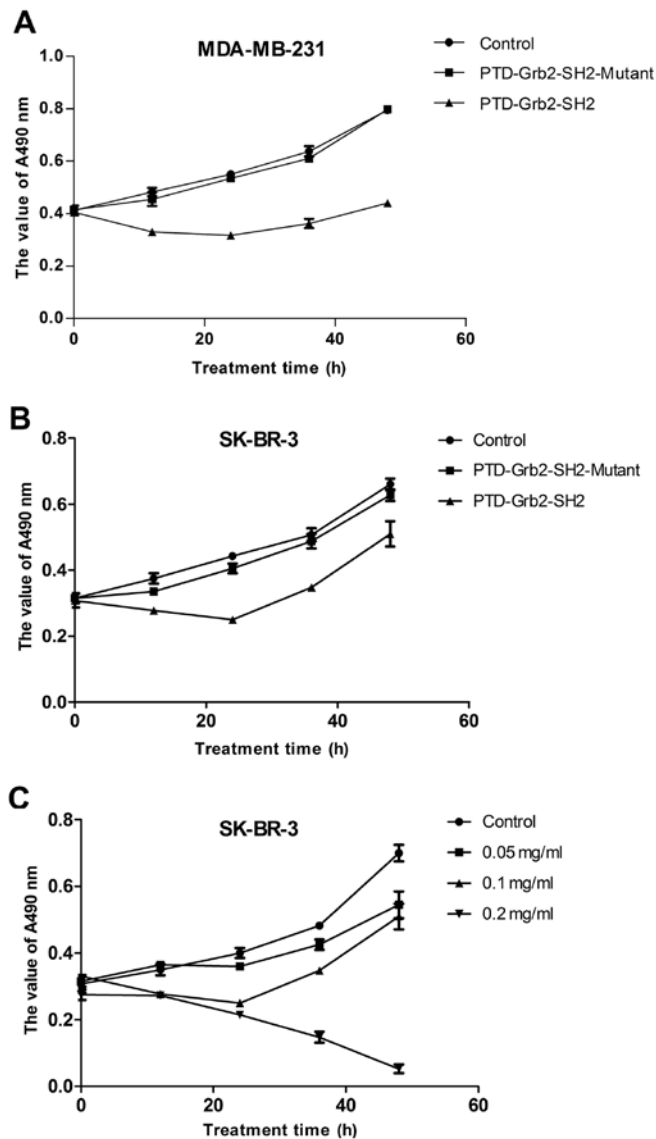 A
MDA-MB-231
Control
PTD-Grb2-SH2-Mutant
PTD-Grb2-SH2
The value of A490 nm
1.0
0.8
0.6
0.4
0.2
0.0
0
20
40
60
Treatment time (h)
B
SK-BR-3
Control
PTD-Grb2-SH2-Mutant
PTD-Grb2-SH2
The value of A490 nm
0.8
0.6
0.4
0.2
0.0
0
20
40
60
Treatment time (h)
C
SK-BR-3
Control
0.05 mg/ml
0.1 mg/ml
0.2 mg/ml
The value of A490 nm
0.8
0.6
0.4
0.2
0.0
0
20
40
60
Treatment time (h)